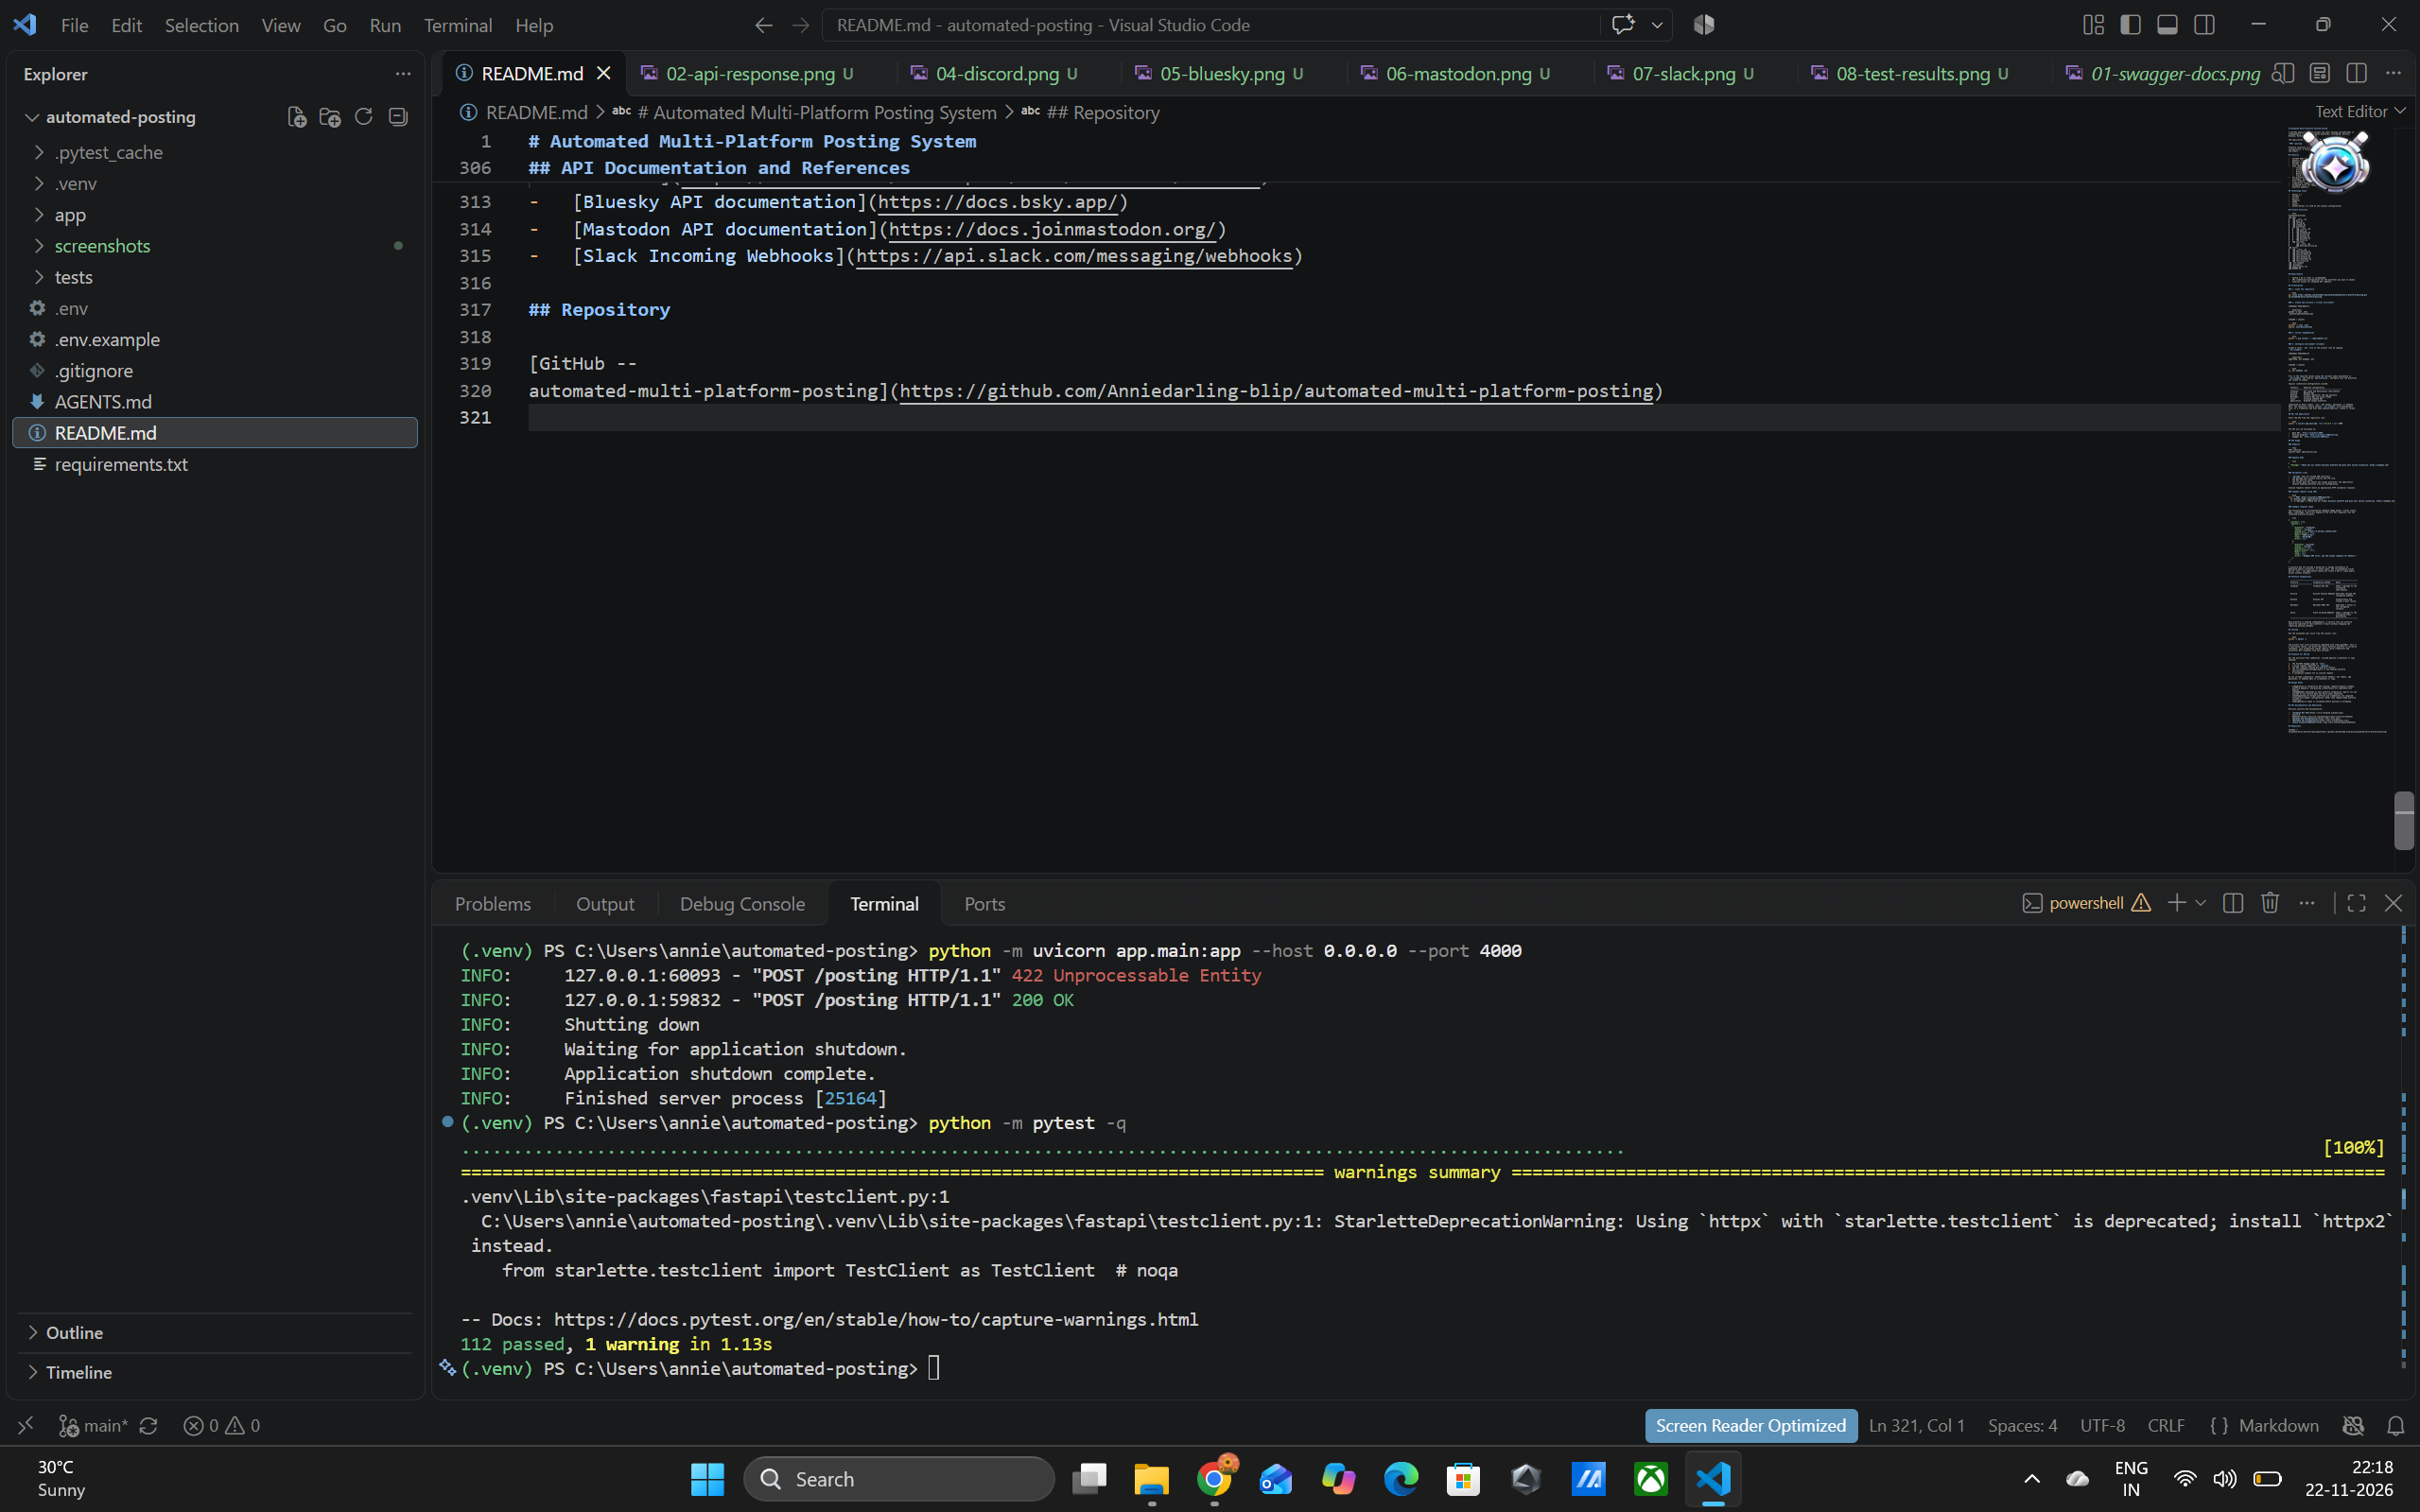 File Edit Selection View Go Run Terminal Help
README.md - automated-posting - Visual Studio Code
Explorer
automated-posting
.pytest_cache
.venv
app
screenshots
tests
.env
.env.example
.gitignore
AGENTS.md
README.md
requirements.txt
Outline
Timeline
README.md 02-api-response.png U 04-discord.png U 05-bluesky.png U 06-mastodon.png U 07-slack.png U 08-test-results.png U 01-swagger-docs.png
README.md > abc # Automated Multi-Platform Posting System > abc ## Repository
Text Editor
1 # Automated Multi-Platform Posting System
306 ## API Documentation and References
313 - [Bluesky API documentation](https://docs.bsky.app/)
314 - [Mastodon API documentation](https://docs.joinmastodon.org/)
315 - [Slack Incoming Webhooks](https://api.slack.com/messaging/webhooks)
316
317 ## Repository
318
319 [GitHub --
320 automated-multi-platform-posting](https://github.com/Anniedarling-blip/automated-multi-platform-posting)
321
Problems Output Debug Console Terminal Ports
powershell
(.venv) PS C:\Users\annie\automated-posting> python -m uvicorn app.main:app --host 0.0.0.0 --port 4000
INFO: 127.0.0.1:60093 - "POST /posting HTTP/1.1" 422 Unprocessable Entity
INFO: 127.0.0.1:59832 - "POST /posting HTTP/1.1" 200 OK
INFO: Shutting down
INFO: Waiting for application shutdown.
INFO: Application shutdown complete.
INFO: Finished server process [25164]
(.venv) PS C:\Users\annie\automated-posting> python -m pytest -q
................................................................................................................ [100%]
=================================================================================== warnings summary ====================================================================================
.venv\Lib\site-packages\fastapi\testclient.py:1
C:\Users\annie\automated-posting\.venv\Lib\site-packages\fastapi\testclient.py:1: StarletteDeprecationWarning: Using `httpx` with `starlette.testclient` is deprecated; install `httpx2`
instead.
from starlette.testclient import TestClient as TestClient # noqa
-- Docs: https://docs.pytest.org/en/stable/how-to/capture-warnings.html
112 passed, 1 warning in 1.13s
(.venv) PS C:\Users\annie\automated-posting>
main* 0 0
Screen Reader Optimized Ln 321, Col 1 Spaces: 4 UTF-8 CRLF { } Markdown
30°C
Sunny
Search
ENG
IN
22:18
22-11-2026